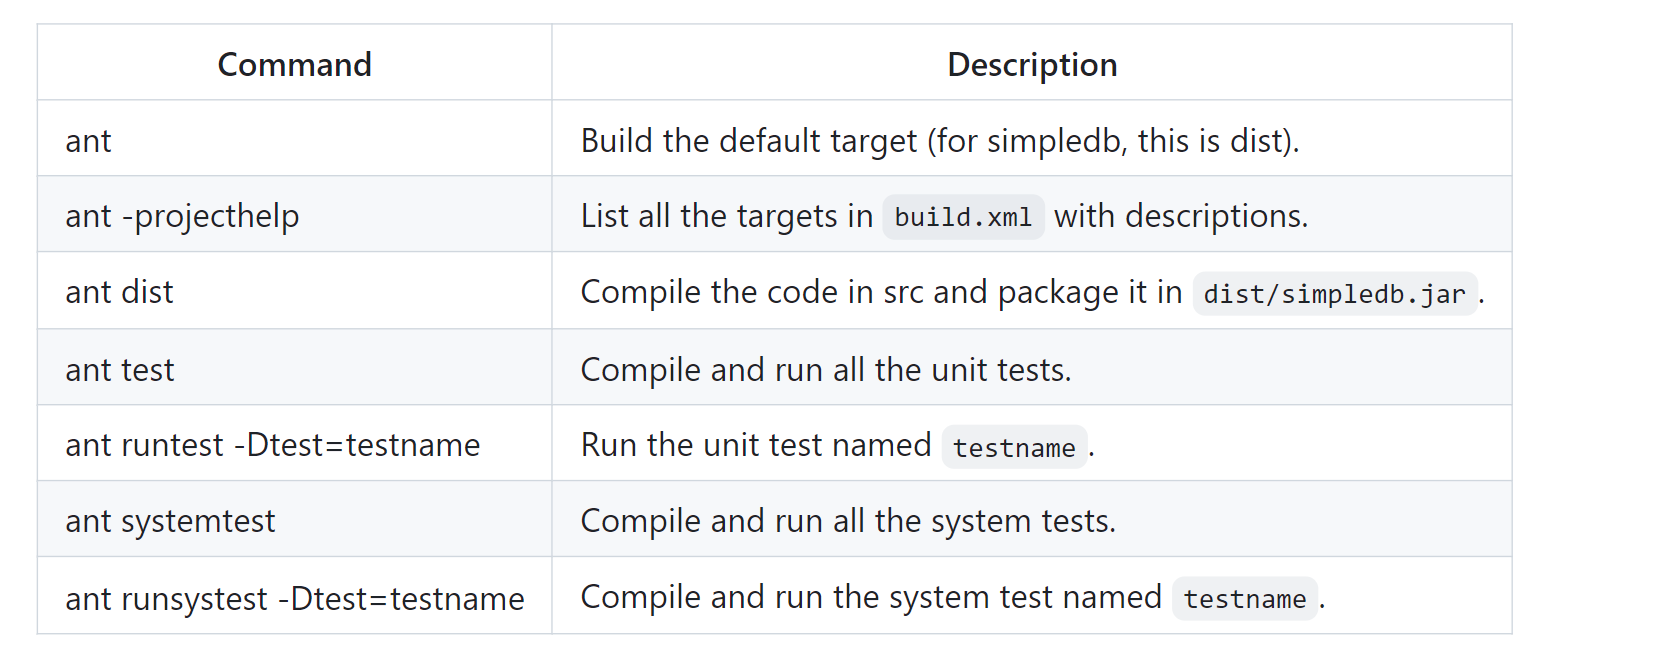 Command Description
ant Build the default target (for simpledb, this is dist).
ant -projecthelp List all the targets in build.xml with descriptions.
ant dist Compile the code in src and package it in dist/simpledb.jar .
ant test Compile and run all the unit tests.
ant runtest -Dtest=testname Run the unit test named testname .
ant systemtest Compile and run all the system tests.
ant runsystest -Dtest=testname Compile and run the system test named testname .